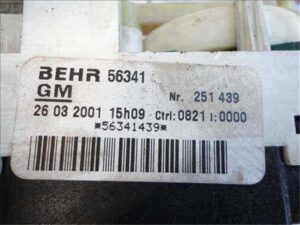 BEHR 56341
GM
Nr. 251 439
26 03 2001 15h09 Ctrl:0821 I:0000
*56341439*